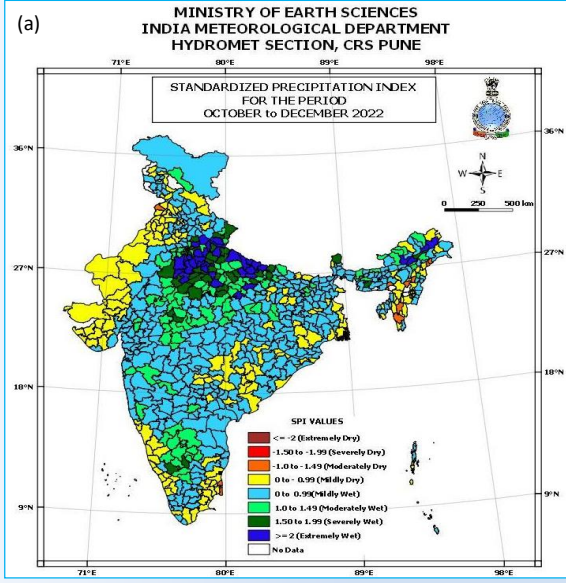 (a)
MINISTRY OF EARTH SCIENCES
INDIA METEOROLOGICAL DEPARTMENT
HYDROMET SECTION, CRS PUNE
71°E 80°E 89°E 98°E
STANDARDIZED PRECIPITATION INDEX
FOR THE PERIOD
OCTOBER to DECEMBER 2022
36°N 36°N
N
W E
S
0 250 500 km
27°N 27°N
18°N 18°N
9°N 9°N
SPI VALUES
<= -2 (Extremely Dry)
-1.50 to -1.99 (Severely Dry)
-1.0 to -1.49 (Moderately Dry
0 to -0.99 (Mildly Dry)
0 to 0.99(Mildly Wet)
1.0 to 1.49 (Moderately Wet)
1.50 to 1.99 (Severely Wet)
>= 2 (Extremely Wet)
No Data
71°E 80°E 89°E 98°E